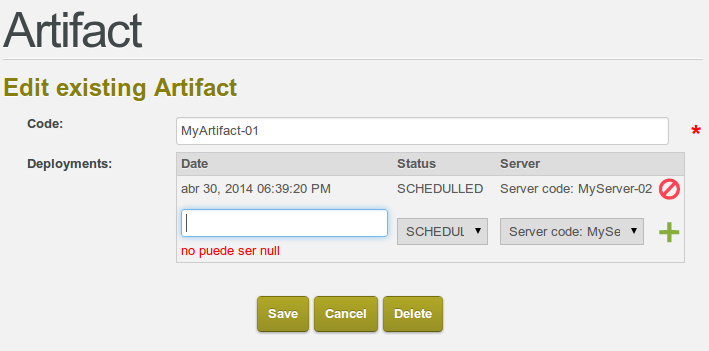 Artifact
Edit existing Artifact
Code: MyArtifact-01 *
Deployments: Date Status Server
abr 30, 2014 06:39:20 PM SCHEDULLED Server code: MyServer-02
SCHEDUL Server code: MySe
no puede ser null
Save Cancel Delete